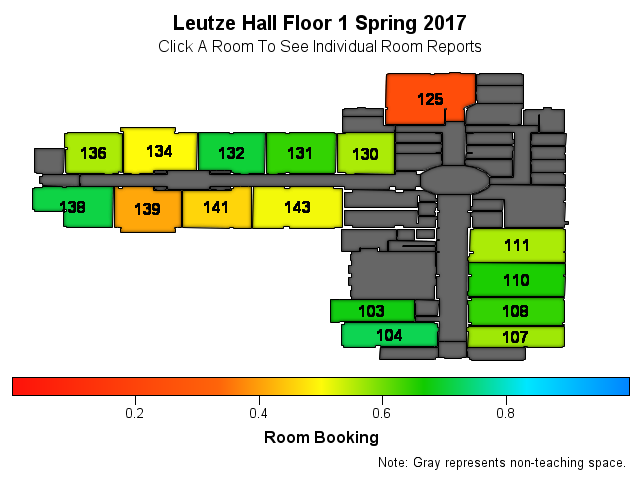 Leutze Hall Floor 1 Spring 2017
Click A Room To See Individual Room Reports
125
136 134 132 131 130
138 139 141 143
111
110
103 108
104 107
0.2 0.4 0.6 0.8
Room Booking
Note: Gray represents non-teaching space.